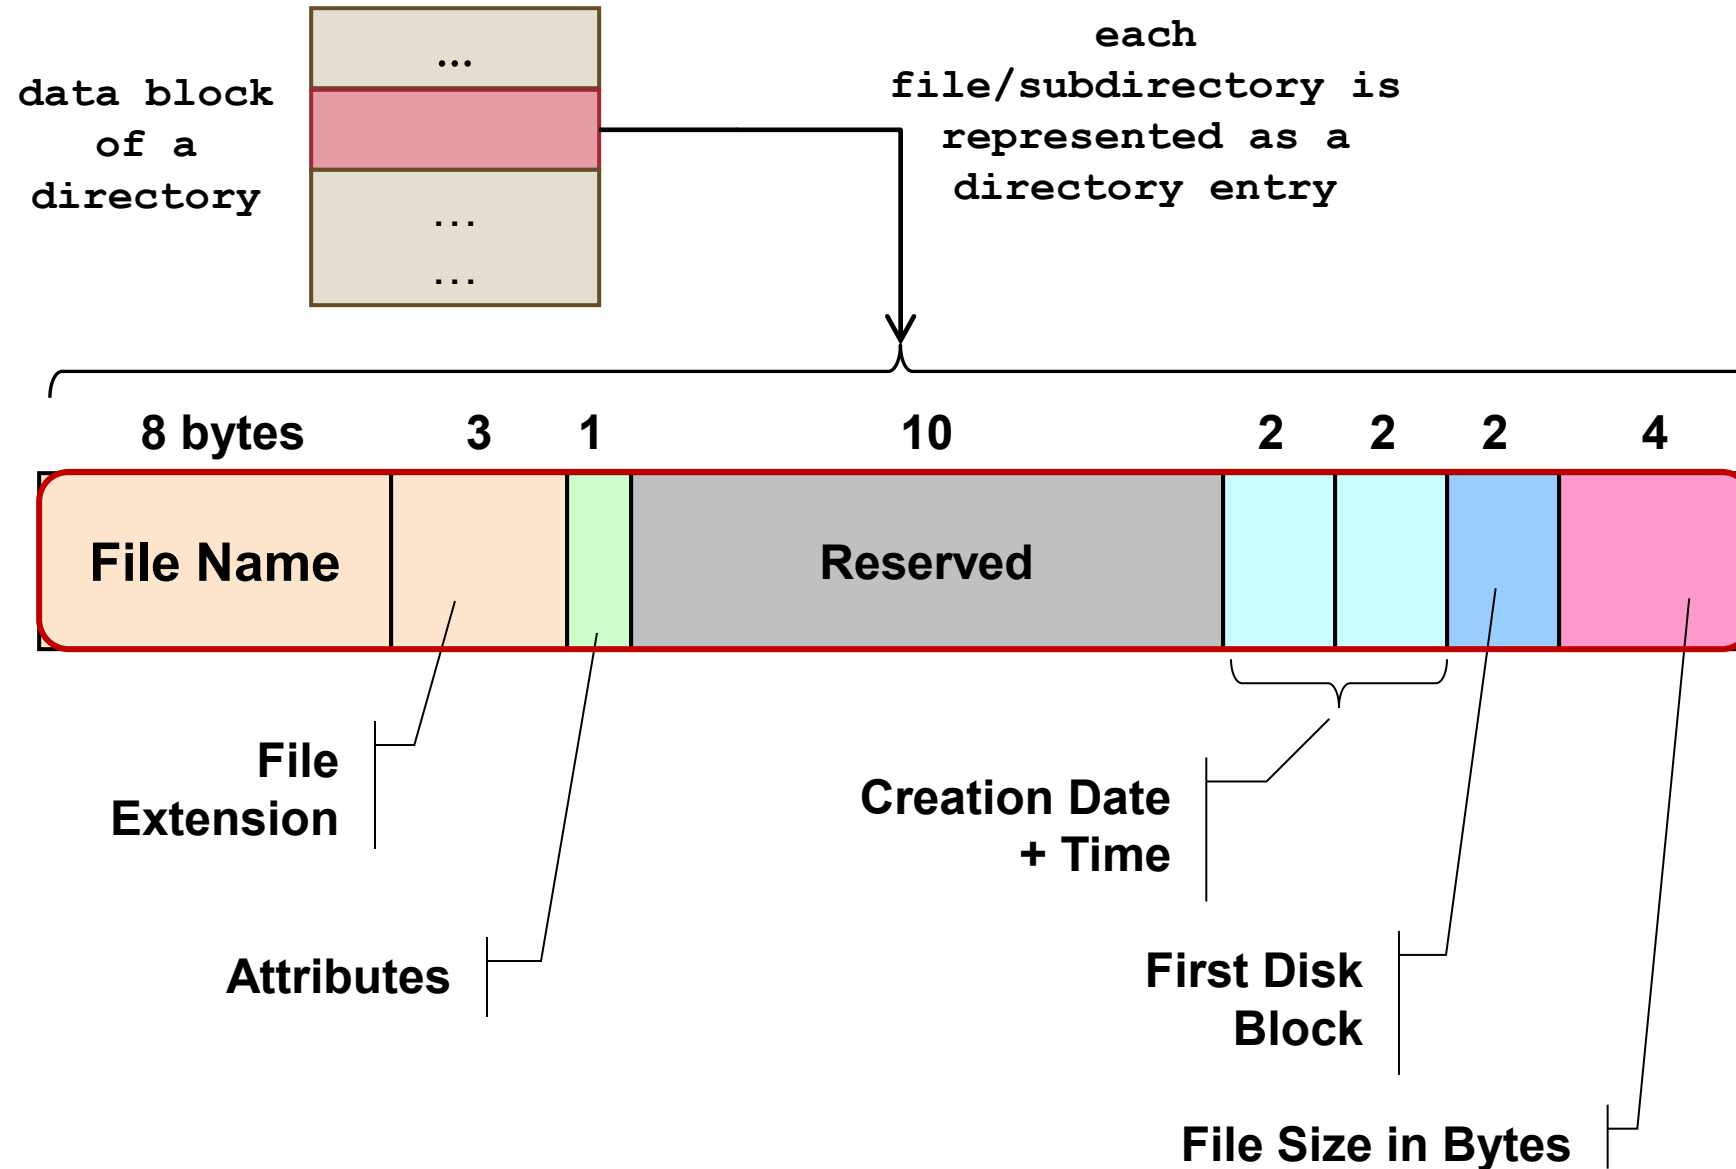 ...
data block
of a
directory
...
...
each
file/subdirectory is
represented as a
directory entry
8 bytes 3 1 10 2 2 2 4
File Name Reserved
File
Extension
Attributes
Creation Date
+ Time
First Disk
Block
File Size in Bytes